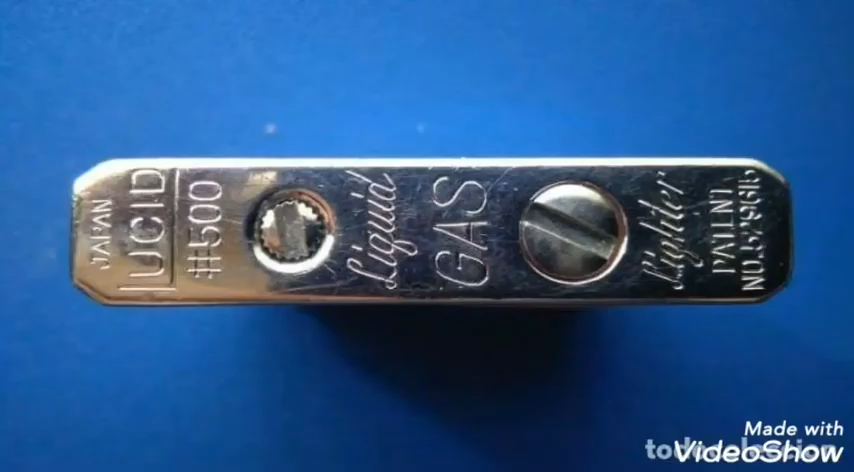 JAPAN
LUCID
#500
Liquid
GAS
Lighter
PATENT
Made with
VideoShow